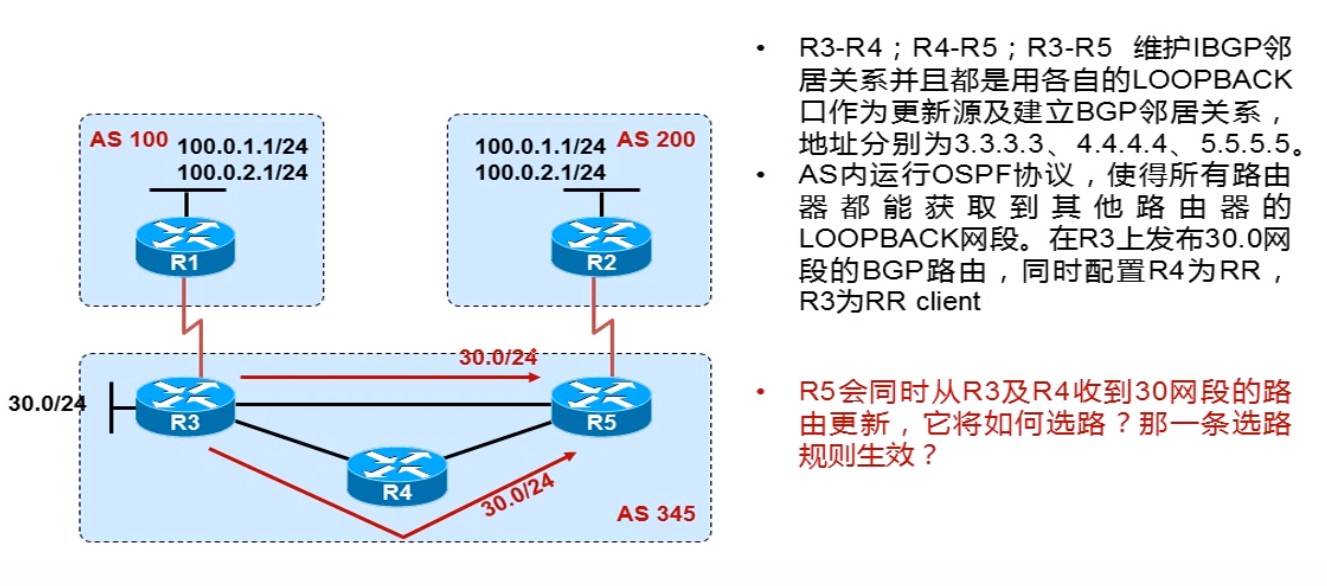 AS 100
100.0.1.1/24
100.0.2.1/24
R1
100.0.1.1/24
AS 200
100.0.2.1/24
R2
30.0/24
30.0/24
R3
R5
R4
30.0/24
AS 345
• R3-R4；R4-R5；R3-R5 维护IBGP邻
居关系并且都是用各自的LOOPBACK
口作为更新源及建立BGP邻居关系，
地址分别为3.3.3.3、4.4.4.4、5.5.5.5。
• AS内运行OSPF协议，使得所有路由
器都能获取到其他路由器的
LOOPBACK网段。在R3上发布30.0网
段的BGP路由，同时配置R4为RR，
R3为RR client
• R5会同时从R3及R4收到30网段的路
由更新，它将如何选路？那一条选路
规则生效？